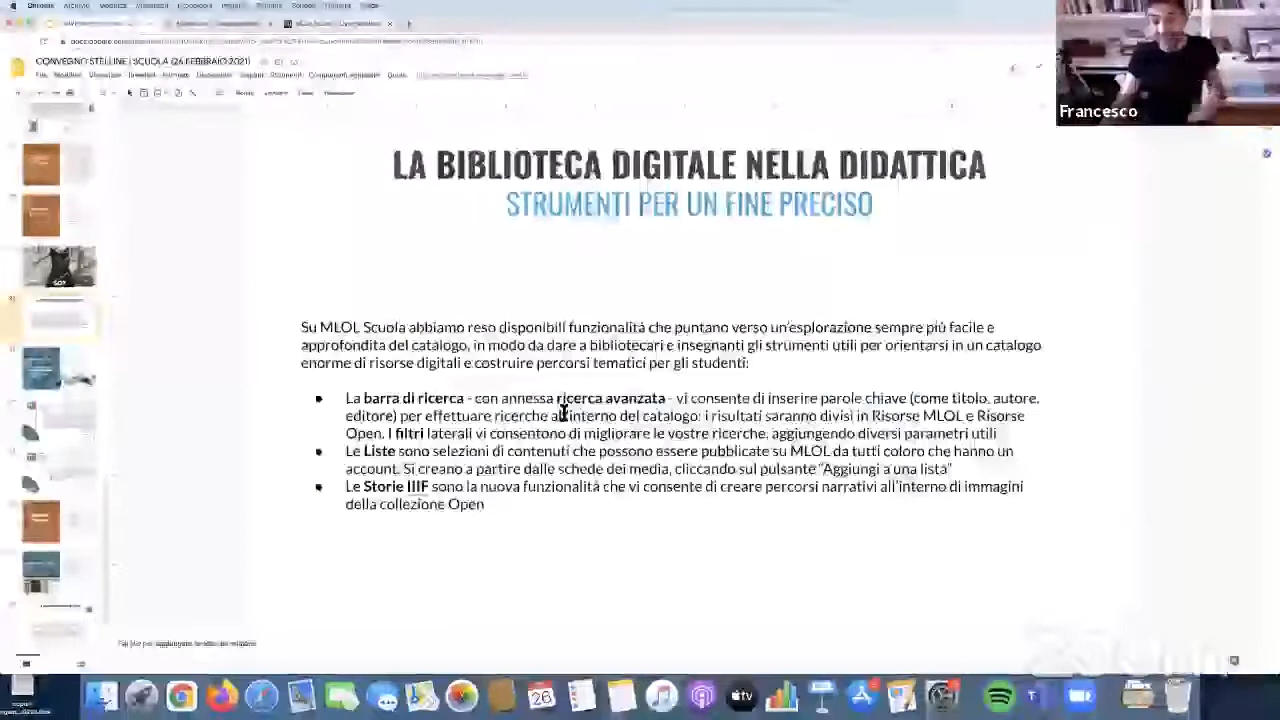 CONVEGNO STELLINE | SCUOLA (26 FEBBRAIO 2021)
Francesco
LA BIBLIOTECA DIGITALE NELLA DIDATTICA
STRUMENTI PER UN FINE PRECISO
Su MLOL Scuola abbiamo reso disponibili funzionalità che puntano verso un'esplorazione sempre più facile e
approfondita del catalogo, in modo da dare a bibliotecari e insegnanti gli strumenti utili per orientarsi in un catalogo
enorme di risorse digitali e costruire percorsi tematici per gli studenti:
La barra di ricerca - con annessa ricerca avanzata - vi consente di inserire parole chiave (come titolo, autore,
editore) per effettuare ricerche all'interno del catalogo: i risultati saranno divisi in Risorse MLOL e Risorse
Open. I filtri laterali vi consentono di migliorare le vostre ricerche, aggiungendo diversi parametri utili
Le Liste sono selezioni di contenuti che possono essere pubblicate su MLOL da tutti coloro che hanno un
account. Si creano a partire dalle schede dei media, cliccando sul pulsante "Aggiungi a una lista"
Le Storie IIIF sono la nuova funzionalità che vi consente di creare percorsi narrativi all'interno di immagini
della collezione Open
26
tv